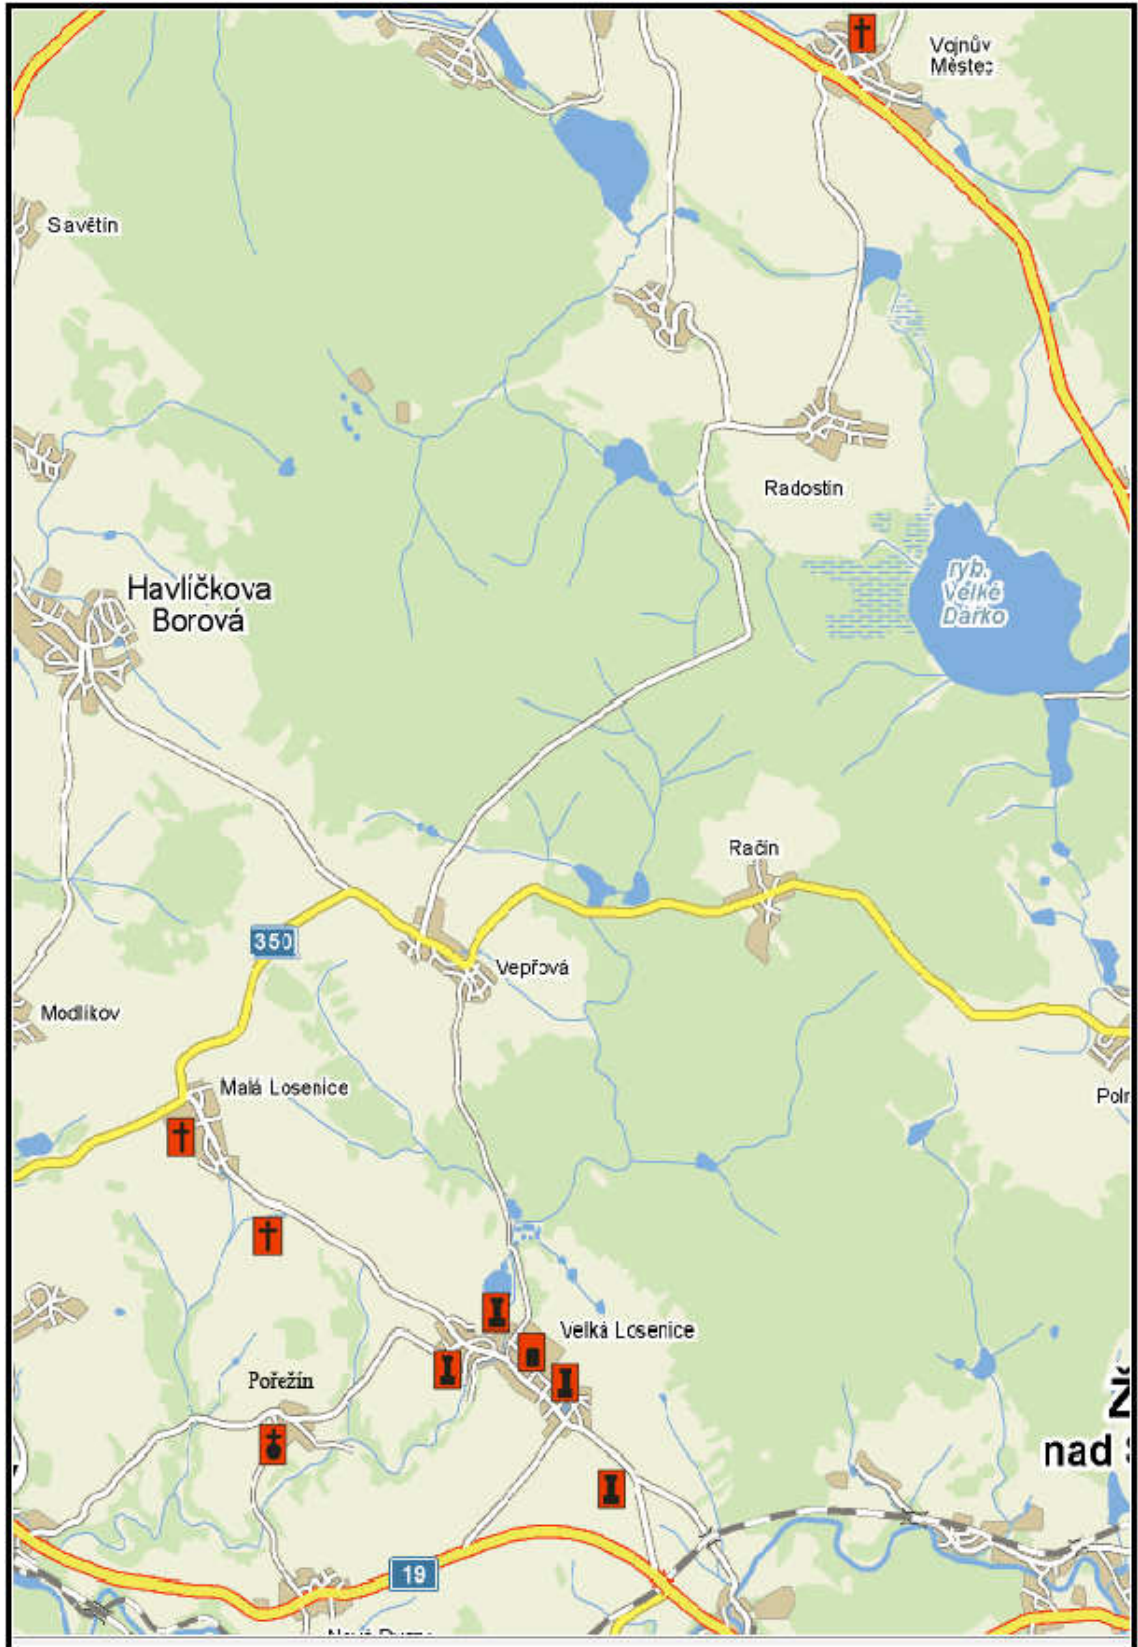 Vojnův
Městec
Savětín
Radostín
ryb.
Velké
Dářko
Havlíčkova
Borová
Račín
350
Vepřová
Modlíkov
Malá Losenice
Velká Losenice
Pořežín
nad
19